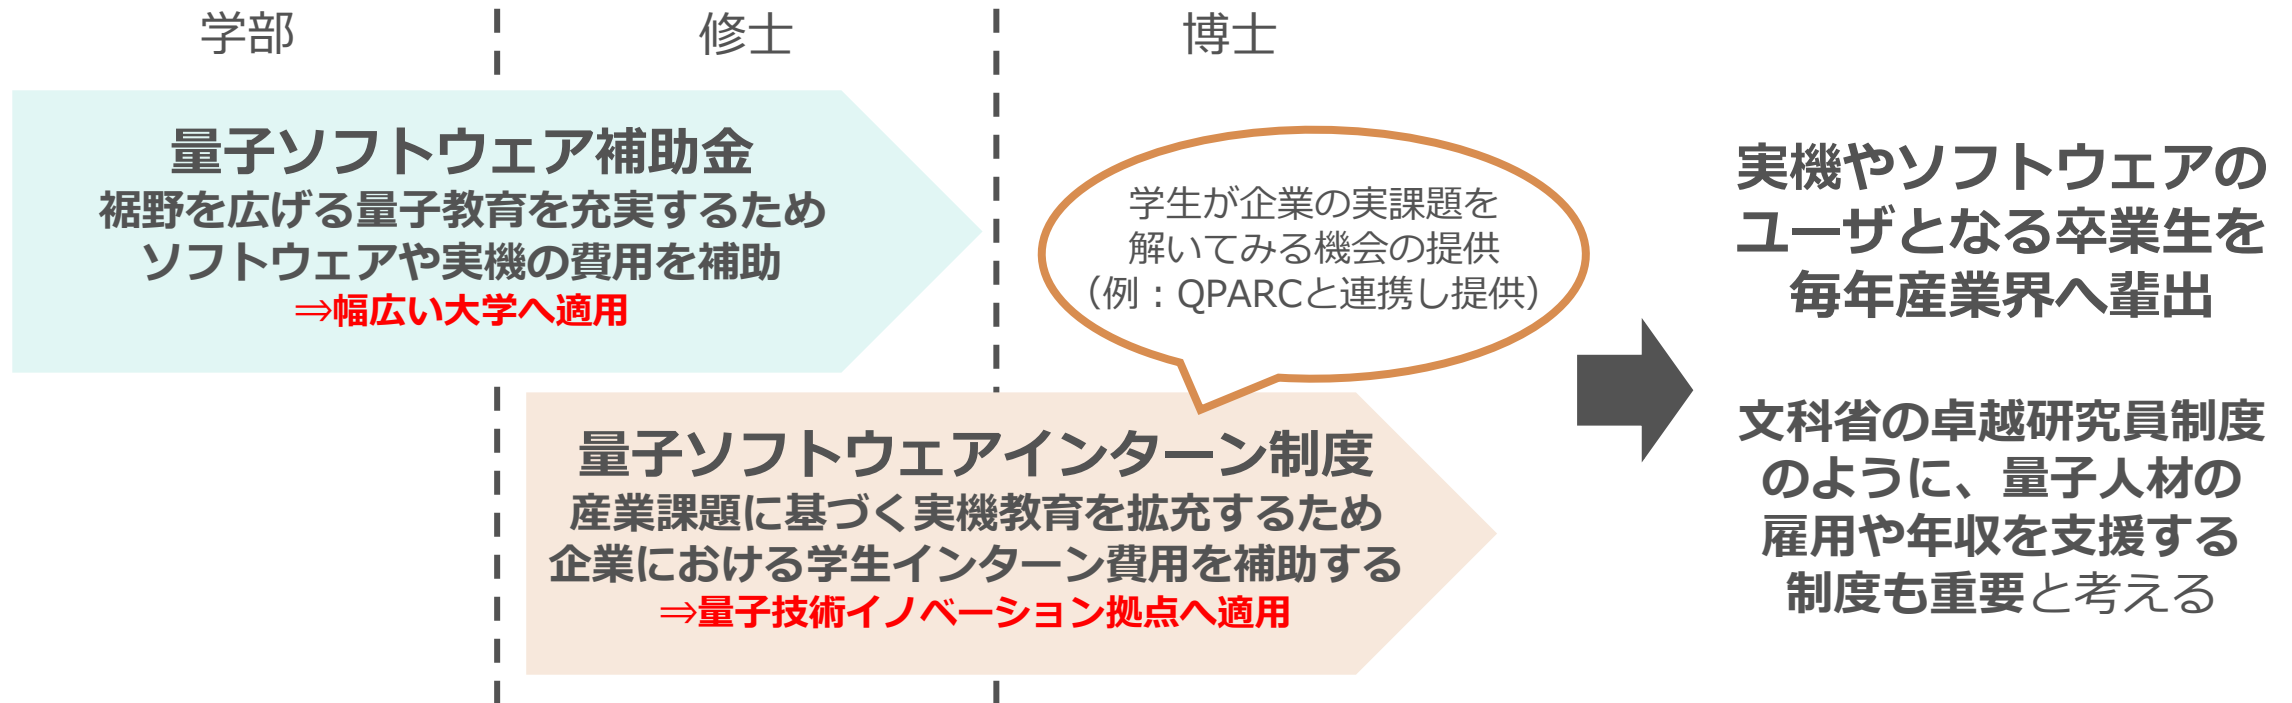 学部
修士
博士
量子ソフトウェア補助金
裾野を広げる量子教育を充実するため
ソフトウェアや実機の費用を補助
⇒幅広い大学へ適用
学生が企業の実課題を
解いてみる機会の提供
（例：QPARCと連携し提供）
量子ソフトウェアインターン制度
産業課題に基づく実機教育を拡充するため
企業における学生インターン費用を補助する
⇒量子技術イノベーション拠点へ適用
実機やソフトウェアの
ユーザとなる卒業生を
毎年産業界へ輩出
文科省の卓越研究員制度
のように、量子人材の
雇用や年収を支援する
制度も重要と考える